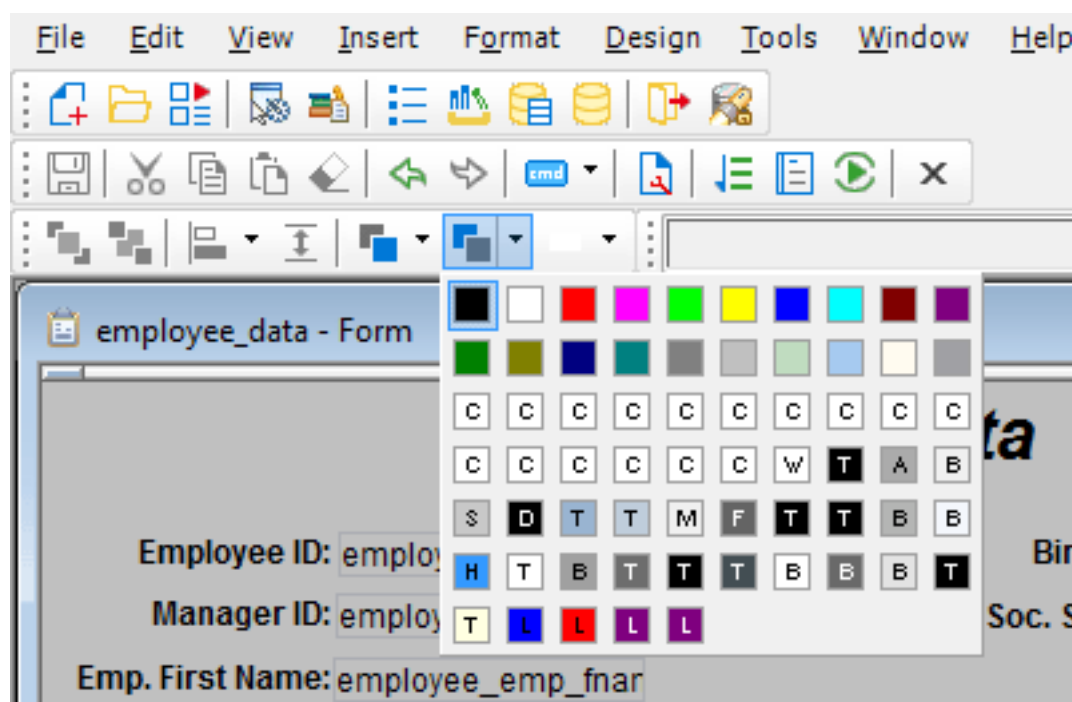 File Edit View Insert Format Design Tools Window Help
cmd
employee_data - Form
ta
C C C C C C C C C C
C C C C C C W T A B
S D T T M F T T B B
Employee ID: employ
H T B T T T B B B T
Bir
Manager ID: employ
T L L L L
Soc. S
Emp. First Name: employee_emp_fnar